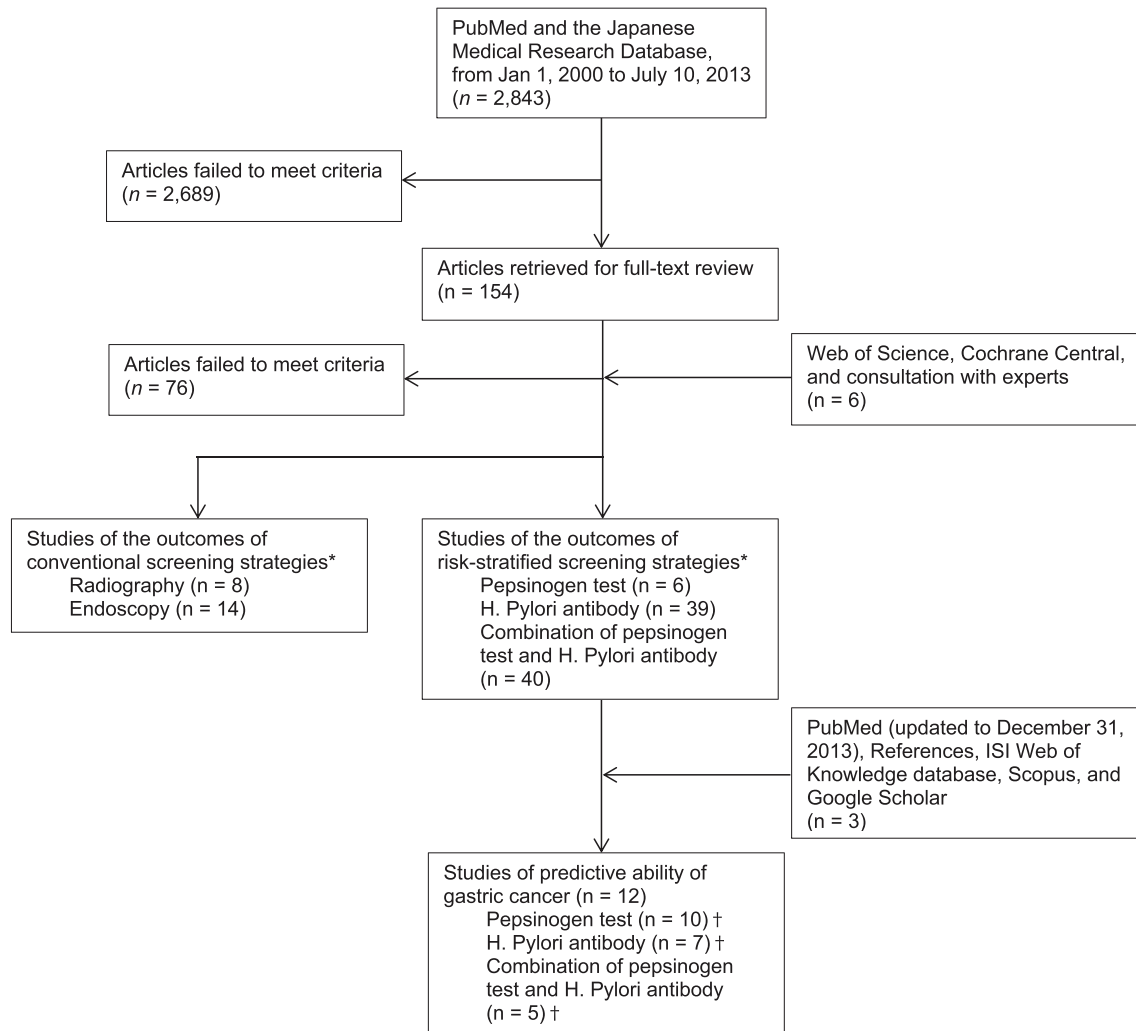 PubMed and the Japanese
Medical Research Database,
from Jan 1, 2000 to July 10, 2013
(n = 2,843)
Articles failed to meet criteria
(n = 2,689)
Articles retrieved for full-text review
(n = 154)
Articles failed to meet criteria
(n = 76)
Web of Science, Cochrane Central,
and consultation with experts
(n = 6)
Studies of the outcomes of
conventional screening strategies*
Radiography (n = 8)
Endoscopy (n = 14)
Studies of the outcomes of
risk-stratified screening strategies*
Pepsinogen test (n = 6)
H. Pylori antibody (n = 39)
Combination of pepsinogen
test and H. Pylori antibody
(n = 40)
PubMed (updated to December 31,
2013), References, ISI Web of
Knowledge database, Scopus, and
Google Scholar
(n = 3)
Studies of predictive ability of
gastric cancer (n = 12)
Pepsinogen test (n = 10) †
H. Pylori antibody (n = 7) †
Combination of pepsinogen
test and H. Pylori antibody
(n = 5) †